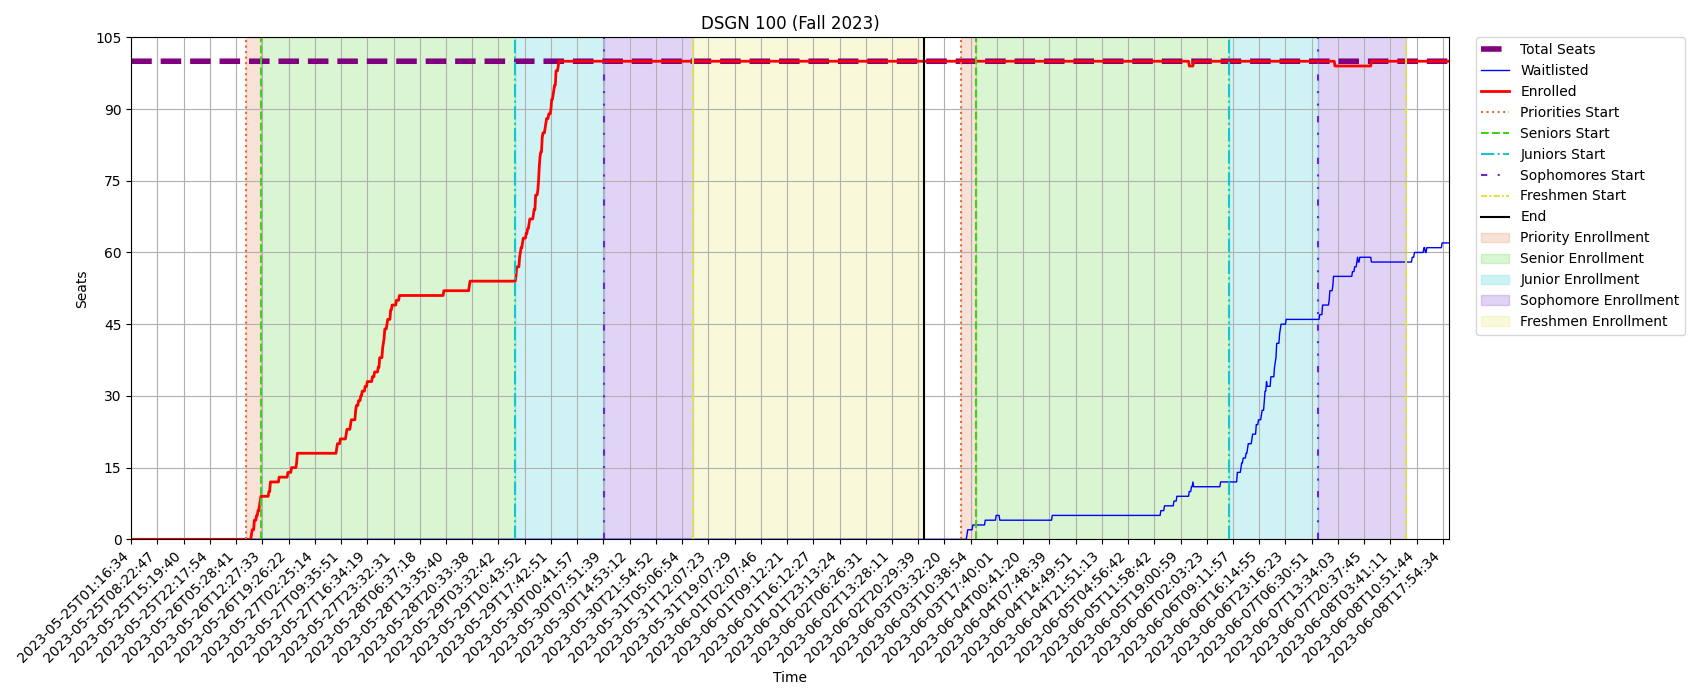 DSGN 100 (Fall 2023)
105
90
75
60
45
30
15
0
Seats
2023-05-25T01:16:34
2023-05-25T08:22:47
2023-05-25T15:19:40
2023-05-25T22:17:54
2023-05-26T05:28:41
2023-05-26T12:27:33
2023-05-26T19:26:22
2023-05-27T02:25:14
2023-05-27T09:35:51
2023-05-27T16:34:19
2023-05-27T23:32:31
2023-05-28T06:37:18
2023-05-28T13:35:40
2023-05-28T20:33:38
2023-05-29T03:32:42
2023-05-29T10:43:52
2023-05-29T17:42:51
2023-05-30T00:41:57
2023-05-30T07:51:39
2023-05-30T14:53:12
2023-05-30T21:54:52
2023-05-31T05:06:54
2023-05-31T12:07:23
2023-05-31T19:07:29
2023-06-01T02:07:46
2023-06-01T09:12:21
2023-06-01T16:12:27
2023-06-01T23:13:24
2023-06-02T06:26:31
2023-06-02T13:28:11
2023-06-02T20:29:39
2023-06-03T03:32:20
2023-06-03T10:38:54
2023-06-03T17:40:01
2023-06-04T00:41:20
2023-06-04T07:48:39
2023-06-04T14:49:51
2023-06-04T21:51:13
2023-06-05T04:56:42
2023-06-05T11:58:42
2023-06-05T19:00:59
2023-06-06T02:03:23
2023-06-06T09:11:57
2023-06-06T16:14:55
2023-06-06T23:16:23
2023-06-07T06:30:51
2023-06-07T13:34:03
2023-06-07T20:37:45
2023-06-08T03:41:11
2023-06-08T10:51:44
2023-06-08T17:54:34
Time
Total Seats
Waitlisted
Enrolled
Priorities Start
Seniors Start
Juniors Start
Sophomores Start
Freshmen Start
End
Priority Enrollment
Senior Enrollment
Junior Enrollment
Sophomore Enrollment
Freshmen Enrollment